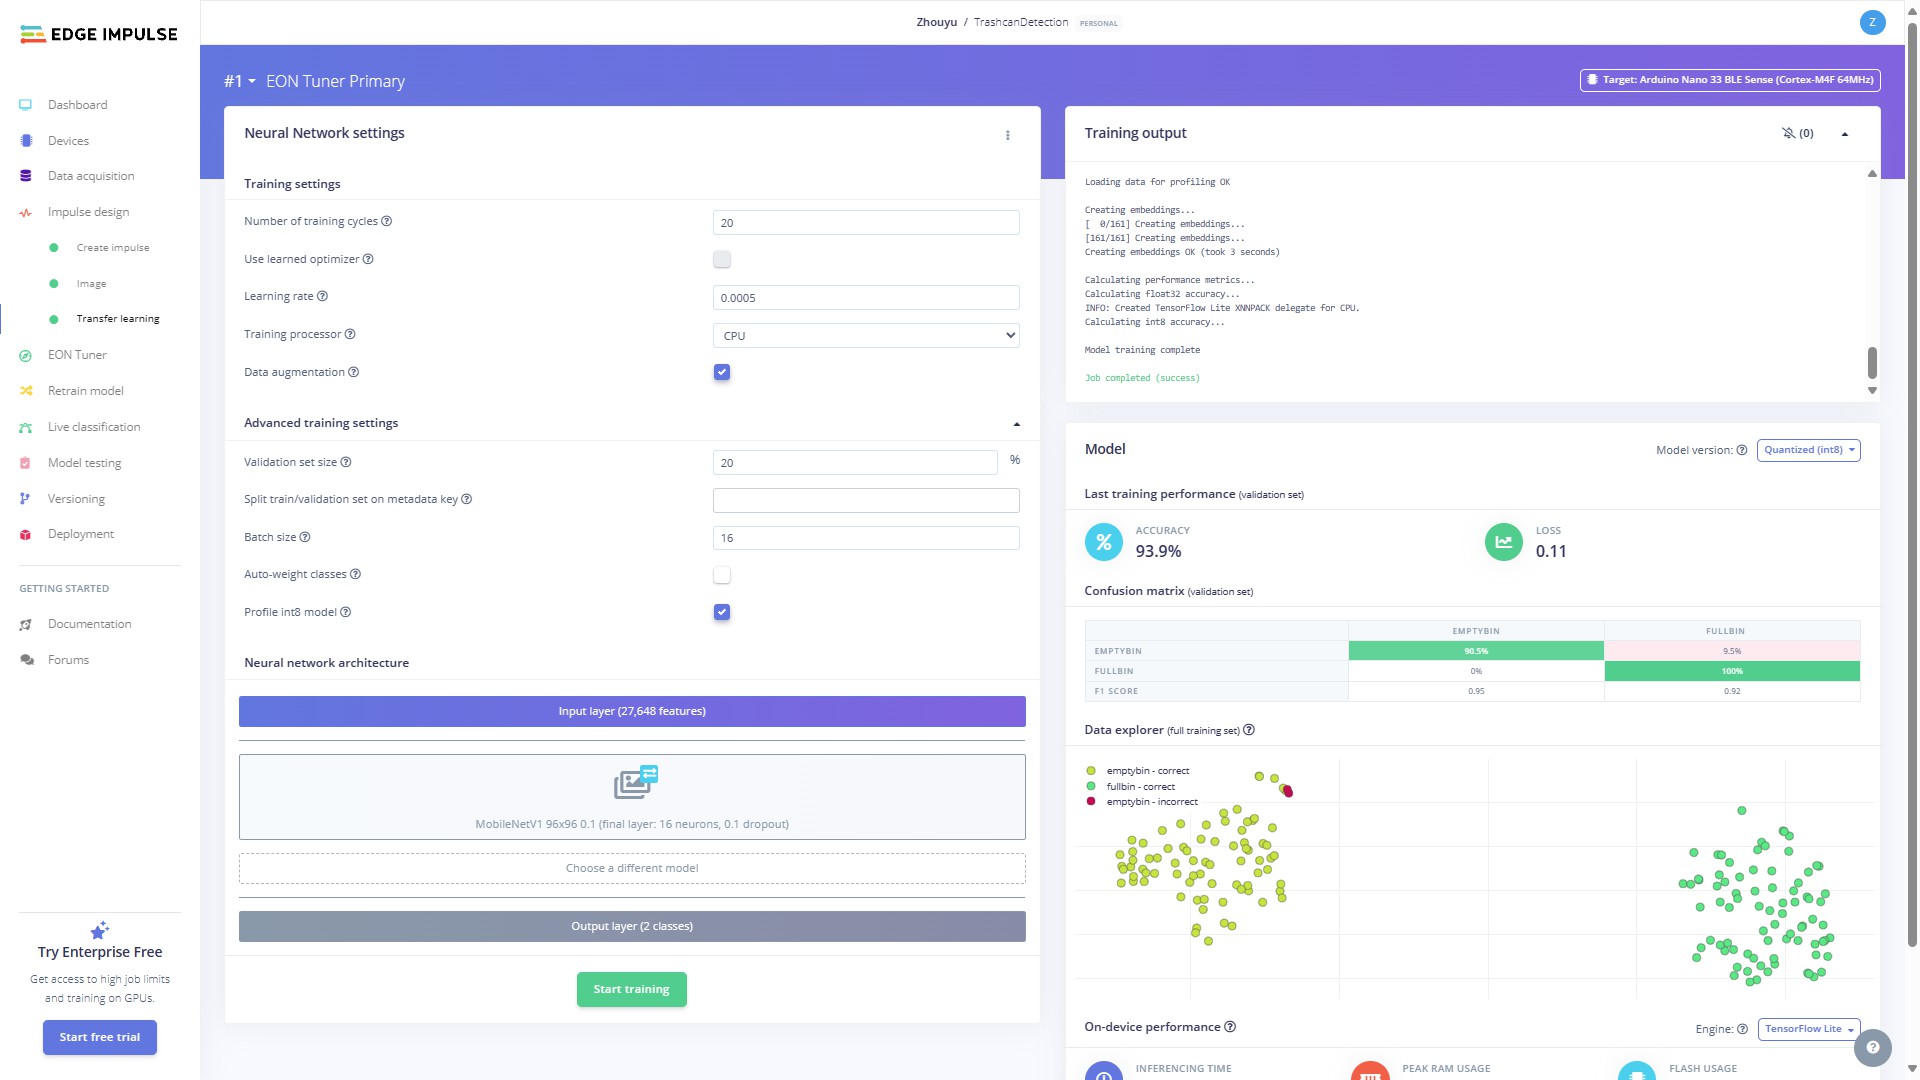 EDGE IMPULSE
Zhouyu / TrashcanDetection PERSONAL
Z
Dashboard
Devices
Data acquisition
Impulse design
Create impulse
Image
Transfer learning
EON Tuner
Retrain model
Live classification
Model testing
Versioning
Deployment
GETTING STARTED
Documentation
Forums
Try Enterprise Free
Get access to high job limits
and training on GPUs.
Start free trial
#1 EON Tuner Primary
Target: Arduino Nano 33 BLE Sense (Cortex-M4F 64MHz)
Neural Network settings
Training settings
Number of training cycles ? 20
Use learned optimizer ?
Learning rate ? 0.0005
Training processor ? CPU
Data augmentation ?
Advanced training settings
Validation set size ? 20 %
Split train/validation set on metadata key ?
Batch size ? 16
Auto-weight classes ?
Profile int8 model ?
Neural network architecture
Input layer (27,648 features)
MobileNetV1 96x96 0.1 (final layer: 16 neurons, 0.1 dropout)
Choose a different model
Output layer (2 classes)
Start training
Training output (0)
Loading data for profiling OK
Creating embeddings...
[  0/161] Creating embeddings...
[161/161] Creating embeddings...
Creating embeddings OK (took 3 seconds)
Calculating performance metrics...
Calculating float32 accuracy...
INFO: Created TensorFlow Lite XNNPACK delegate for CPU.
Calculating int8 accuracy...
Model training complete
Job completed (success)
Model
Model version: ? Quantized (int8)
Last training performance (validation set)
% ACCURACY
93.9%
LOSS
0.11
Confusion matrix (validation set)
EMPTYBIN FULLBIN
EMPTYBIN 90.5% 9.5%
FULLBIN 0% 100%
F1 SCORE 0.95 0.92
Data explorer (full training set) ?
emptybin - correct
fullbin - correct
emptybin - incorrect
On-device performance ?
Engine: ? TensorFlow Lite
INFERENCING TIME
PEAK RAM USAGE
FLASH USAGE
?